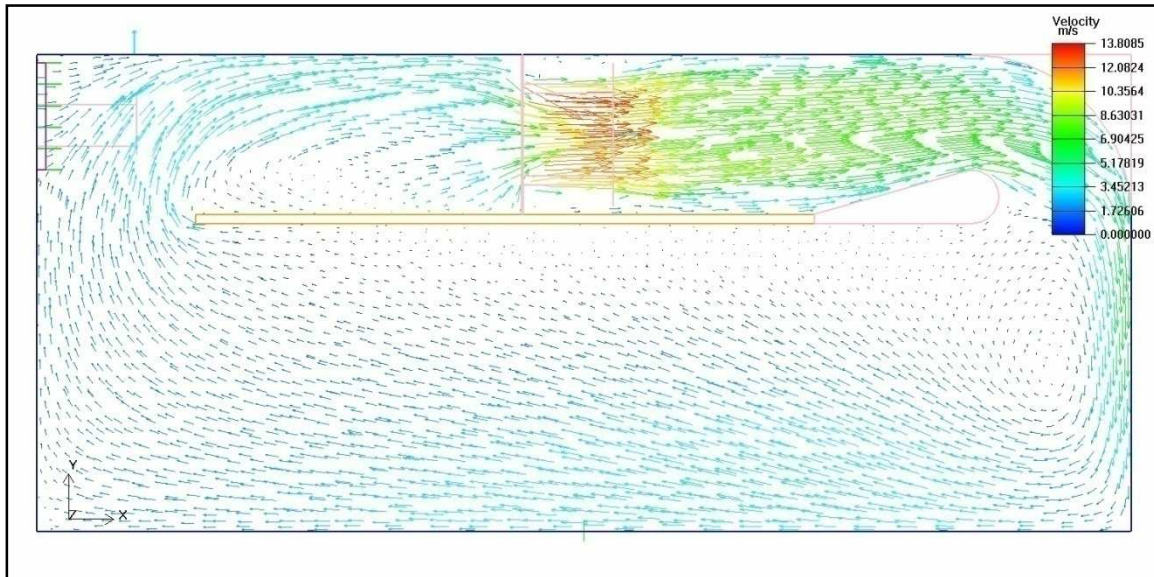 Velocity
m/s
13.8085
12.0824
10.3564
8.63031
6.90425
5.17819
3.45213
1.72606
0.000000
Y
Z X